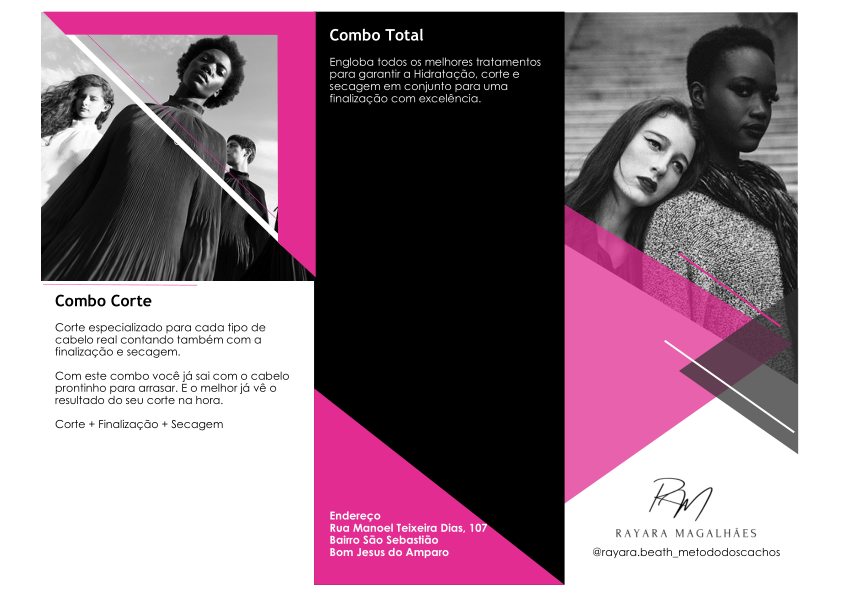 Combo Corte
Corte especializado para cada tipo de
cabelo real contando também com a
finalização e secagem.
Com este combo você já sai com o cabelo
prontinho para arrasar. E o melhor já vê o
resultado do seu corte na hora.
Corte + Finalização + Secagem
Combo Total
Engloba todos os melhores tratamentos
para garantir a Hidratação, corte e
secagem em conjunto para uma
finalização com excelência.
Endereço
Rua Manoel Teixeira Dias, 107
Bairro São Sebastião
Bom Jesus do Amparo
RM
RAYARA MAGALHÃES
@rayara.beath_metododoscachos